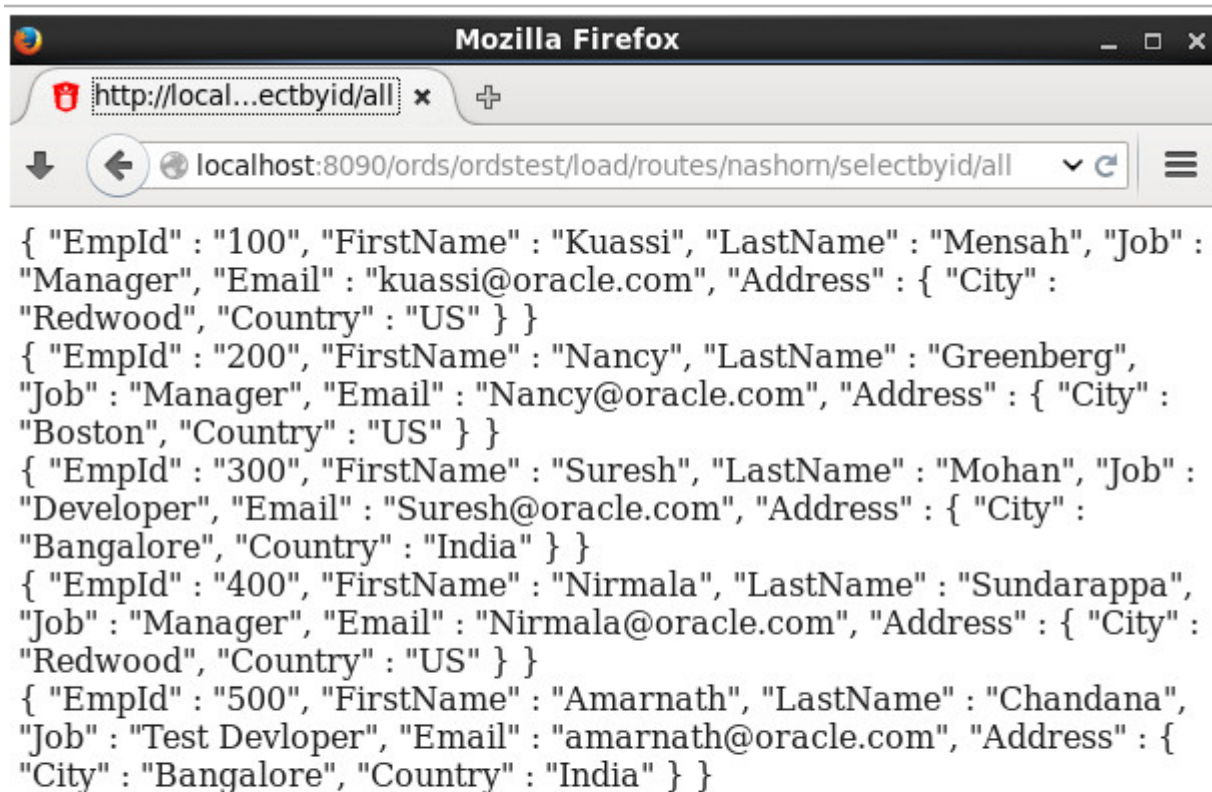 Mozilla Firefox
http://local...ectbyid/all
localhost:8090/ords/ordstest/load/routes/nashorn/selectbyid/all
{ "EmpId" : "100", "FirstName" : "Kuassi", "LastName" : "Mensah", "Job" :
"Manager", "Email" : "kuassi@oracle.com", "Address" : { "City" :
"Redwood", "Country" : "US" } }
{ "EmpId" : "200", "FirstName" : "Nancy", "LastName" : "Greenberg",
"Job" : "Manager", "Email" : "Nancy@oracle.com", "Address" : { "City" :
"Boston", "Country" : "US" } }
{ "EmpId" : "300", "FirstName" : "Suresh", "LastName" : "Mohan", "Job" :
"Developer", "Email" : "Suresh@oracle.com", "Address" : { "City" :
"Bangalore", "Country" : "India" } }
{ "EmpId" : "400", "FirstName" : "Nirmala", "LastName" : "Sundarappa",
"Job" : "Manager", "Email" : "Nirmala@oracle.com", "Address" : { "City" :
"Redwood", "Country" : "US" } }
{ "EmpId" : "500", "FirstName" : "Amarnath", "LastName" : "Chandana",
"Job" : "Test Devloper", "Email" : "amarnath@oracle.com", "Address" : {
"City" : "Bangalore", "Country" : "India" } }